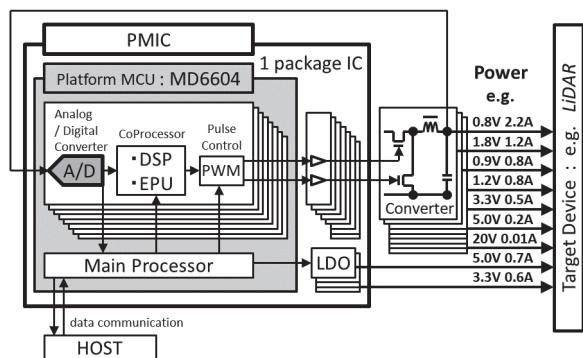 PMIC
1 package IC
Platform MCU : MD6604
Analog
/ Digital
Converter
CoProcessor
Pulse
Control
A/D
・DSP
・EPU
PWM
Main Processor
LDO
Converter
data communication
HOST
Power
e.g.
0.8V 2.2A
1.8V 1.2A
0.9V 0.8A
1.2V 0.8A
3.3V 0.5A
5.0V 0.2A
20V 0.01A
5.0V 0.7A
3.3V 0.6A
Target Device : e.g. LiDAR